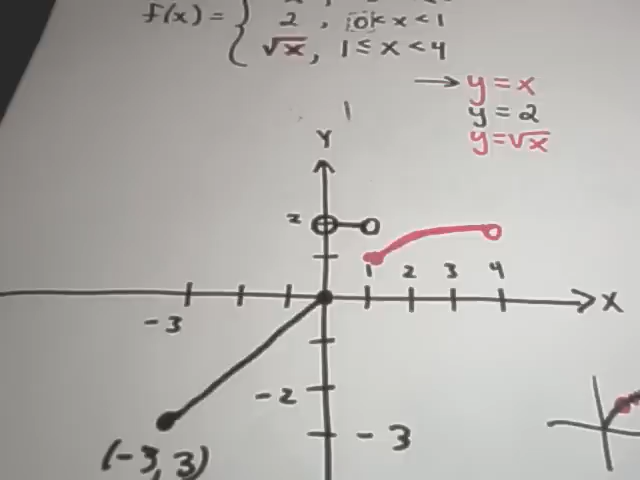 f(x) =
2 , 0 < x < 1
√x , 1 ≤ x < 4
→ y = x
y = 2
y = √x
Y
2
1 2 3 4
X
-3
-2
-3
(-3, 3)